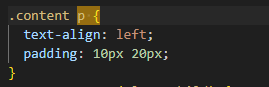 .content p {
text-align: left;
padding: 10px 20px;
}